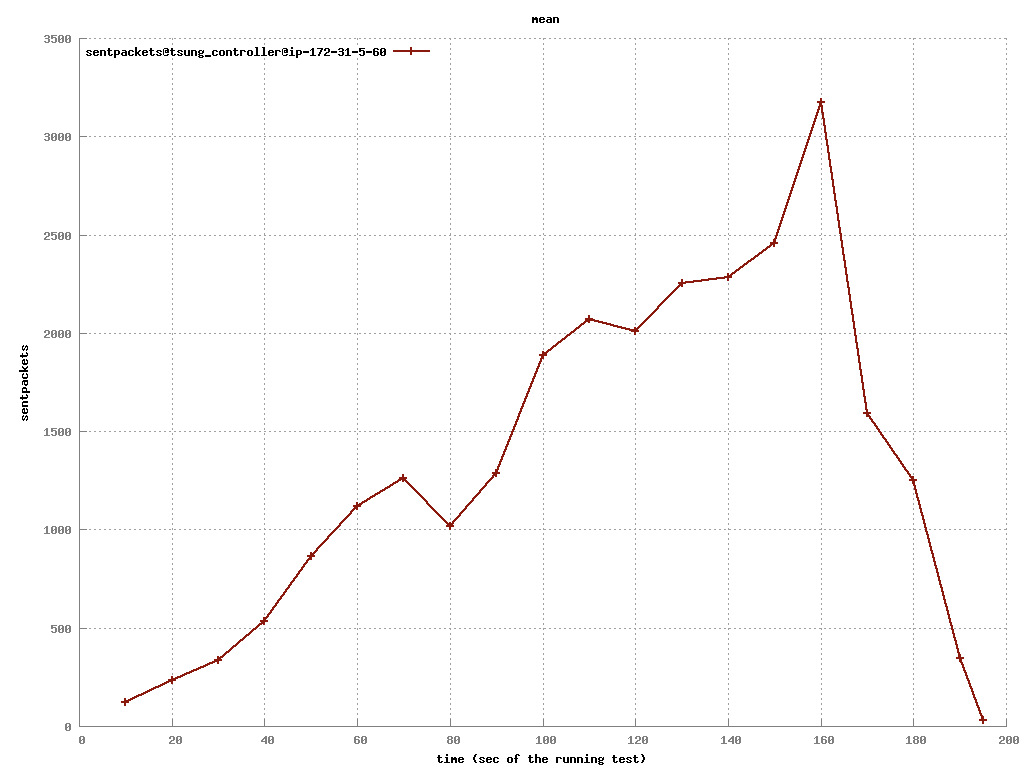 mean
3500
sentpackets@tsung_controller@ip-172-31-5-60
3000
2500
2000
sentpackets
1500
1000
500
0
0 20 40 60 80 100 120 140 160 180 200
time (sec of the running test)